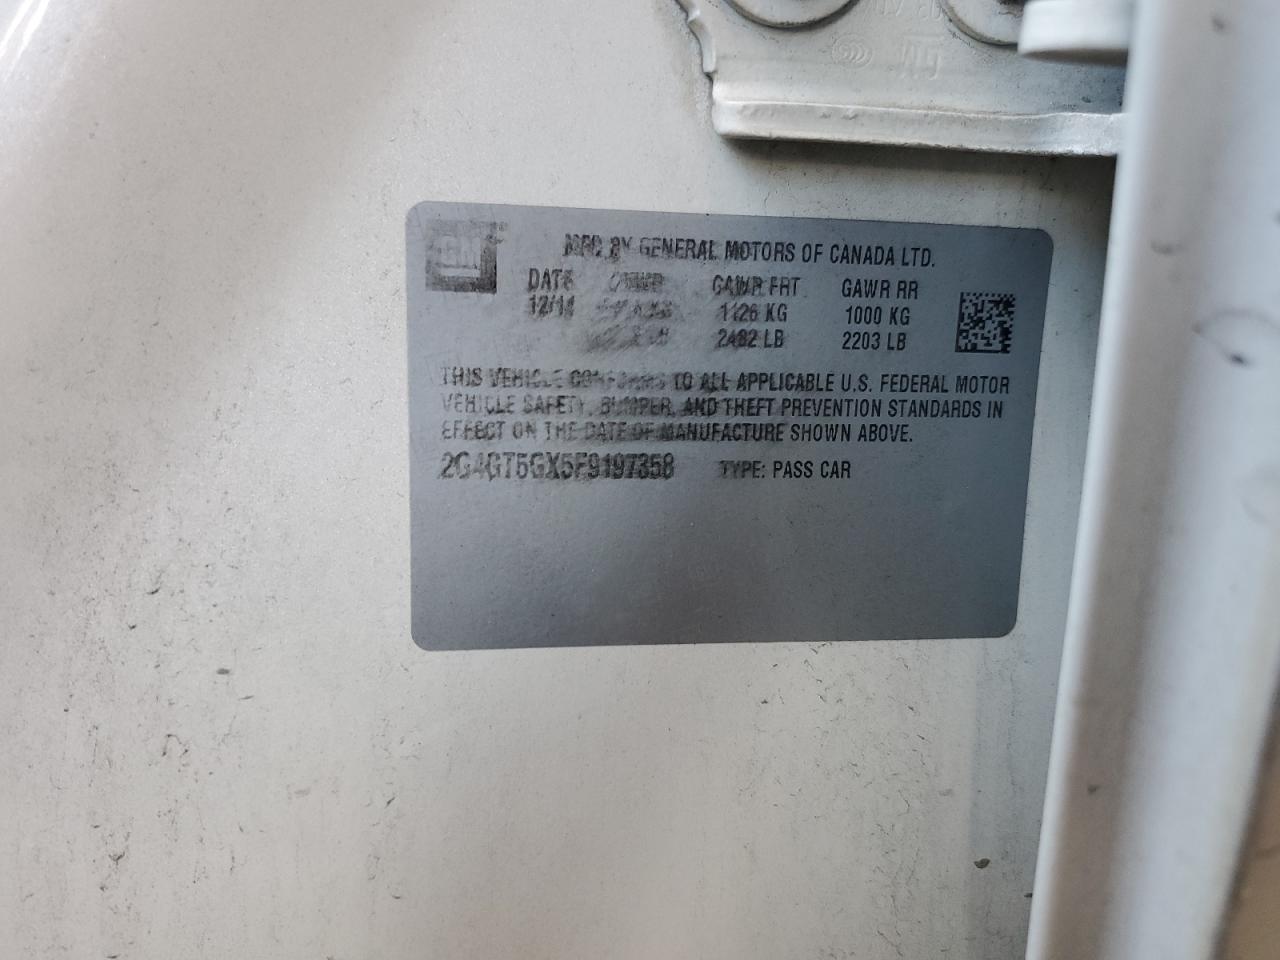 GM
MFD BY GENERAL MOTORS OF CANADA LTD.
DATE GVWR GAWR FRT GAWR RR
12/14 1126 KG 1000 KG
2482 LB 2203 LB
THIS VEHICLE CONFORMS TO ALL APPLICABLE U.S. FEDERAL MOTOR
VEHICLE SAFETY, BUMPER, AND THEFT PREVENTION STANDARDS IN
EFFECT ON THE DATE OF MANUFACTURE SHOWN ABOVE.
2G4GT5GX5F9197358 TYPE: PASS CAR